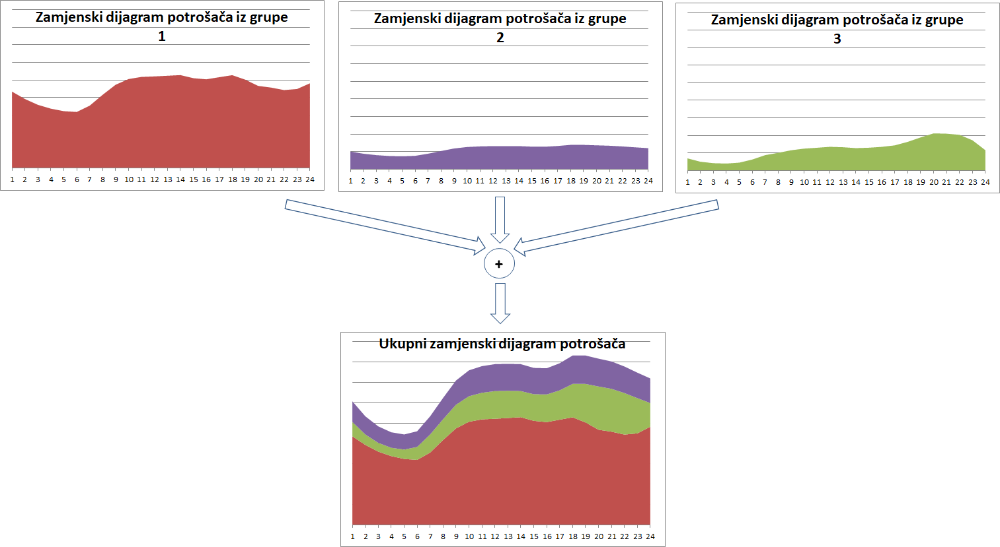 Zamjenski dijagram potrošača iz grupe
1
1 2 3 4 5 6 7 8 9 10 11 12 13 14 15 16 17 18 19 20 21 22 23 24
Zamjenski dijagram potrošača iz grupe
2
1 2 3 4 5 6 7 8 9 10 11 12 13 14 15 16 17 18 19 20 21 22 23 24
Zamjenski dijagram potrošača iz grupe
3
1 2 3 4 5 6 7 8 9 10 11 12 13 14 15 16 17 18 19 20 21 22 23 24
+
Ukupni zamjenski dijagram potrošača
1 2 3 4 5 6 7 8 9 10 11 12 13 14 15 16 17 18 19 20 21 22 23 24